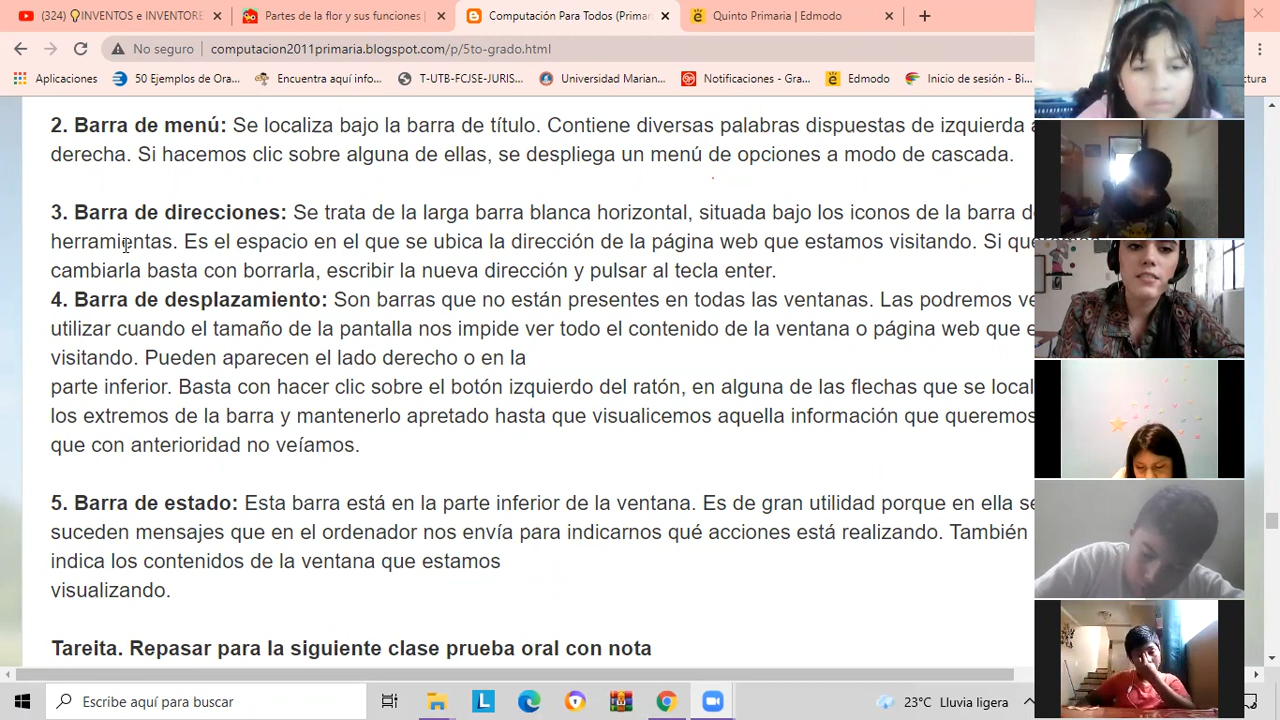 (324) 💡INVENTOS e INVENTORE
Partes de la flor y sus funciones
Computación Para Todos (Primar
Quinto Primaria | Edmodo
No seguro
computacion2011primaria.blogspot.com/p/5to-grado.html
Aplicaciones
50 Ejemplos de Ora...
Encuentra aquí info...
T-UTB-FCJSE-JURIS...
Universidad Marian...
Notificaciones - Gra...
Edmodo
Inicio de sesión - Bi...
ctura
2. Barra de menú: Se localiza bajo la barra de título. Contiene diversas palabras dispuestas de izquierda a
derecha. Si hacemos clic sobre alguna de ellas, se despliega un menú de opciones a modo de cascada.
3. Barra de direcciones: Se trata de la larga barra blanca horizontal, situada bajo los iconos de la barra de
herramientas. Es el espacio en el que se ubica la dirección de la página web que estamos visitando. Si queremos
cambiarla basta con borrarla, escribir la nueva dirección y pulsar al tecla enter.
4. Barra de desplazamiento: Son barras que no están presentes en todas las ventanas. Las podremos ve
utilizar cuando el tamaño de la pantalla nos impide ver todo el contenido de la ventana o página web que e
visitando. Pueden aparecen el lado derecho o en la
parte inferior. Basta con hacer clic sobre el botón izquierdo del ratón, en alguna de las flechas que se local
los extremos de la barra y mantenerlo apretado hasta que visualicemos aquella información que queremos
que con anterioridad no veíamos.
5. Barra de estado: Esta barra está en la parte inferior de la ventana. Es de gran utilidad porque en ella se
suceden mensajes que en el ordenador nos envía para indicarnos qué acciones está realizando. También
indica los contenidos de la ventana que estamos
visualizando.
Tareita. Repasar para la siguiente clase prueba oral con nota
Escribe aquí para buscar
23°C Lluvia ligera